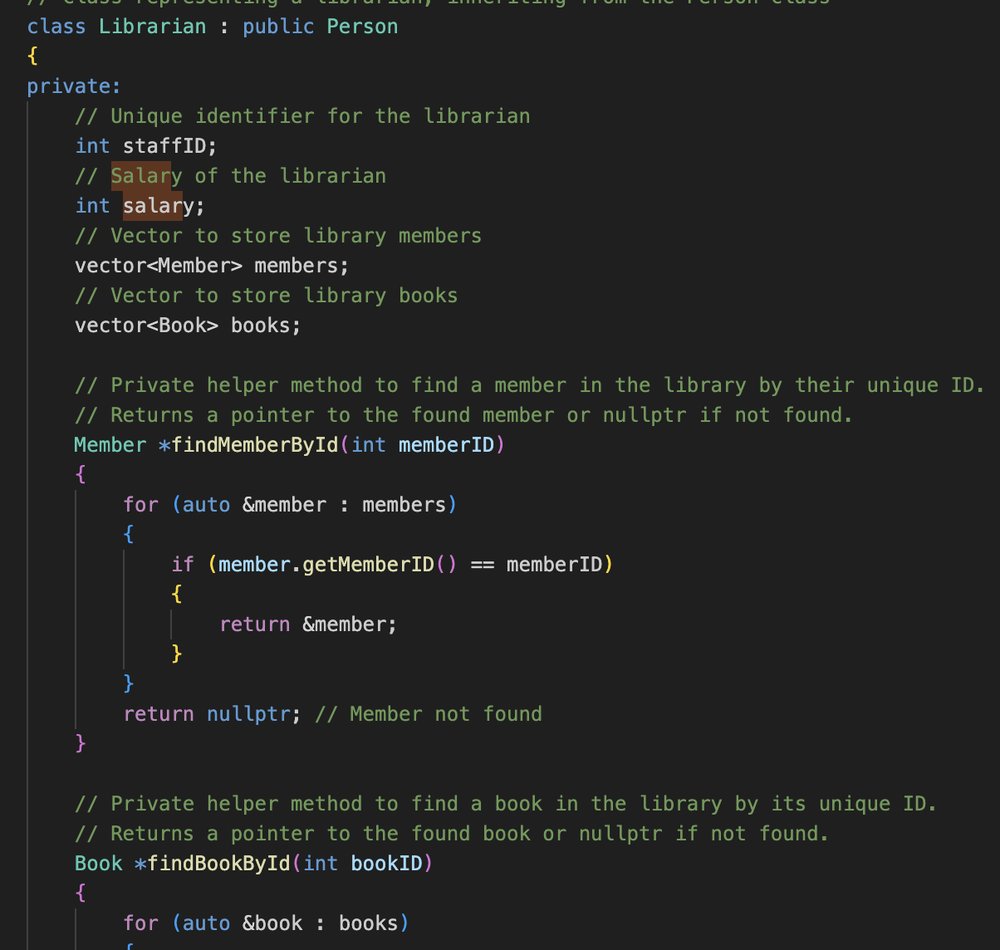 // Class representing a librarian, inheriting from the Person class
class Librarian : public Person
{
private:
    // Unique identifier for the librarian
    int staffID;
    // Salary of the librarian
    int salary;
    // Vector to store library members
    vector<Member> members;
    // Vector to store library books
    vector<Book> books;

    // Private helper method to find a member in the library by their unique ID.
    // Returns a pointer to the found member or nullptr if not found.
    Member *findMemberById(int memberID)
    {
        for (auto &member : members)
        {
            if (member.getMemberID() == memberID)
            {
                return &member;
            }
        }
        return nullptr; // Member not found
    }

    // Private helper method to find a book in the library by its unique ID.
    // Returns a pointer to the found book or nullptr if not found.
    Book *findBookById(int bookID)
    {
        for (auto &book : books)
        {